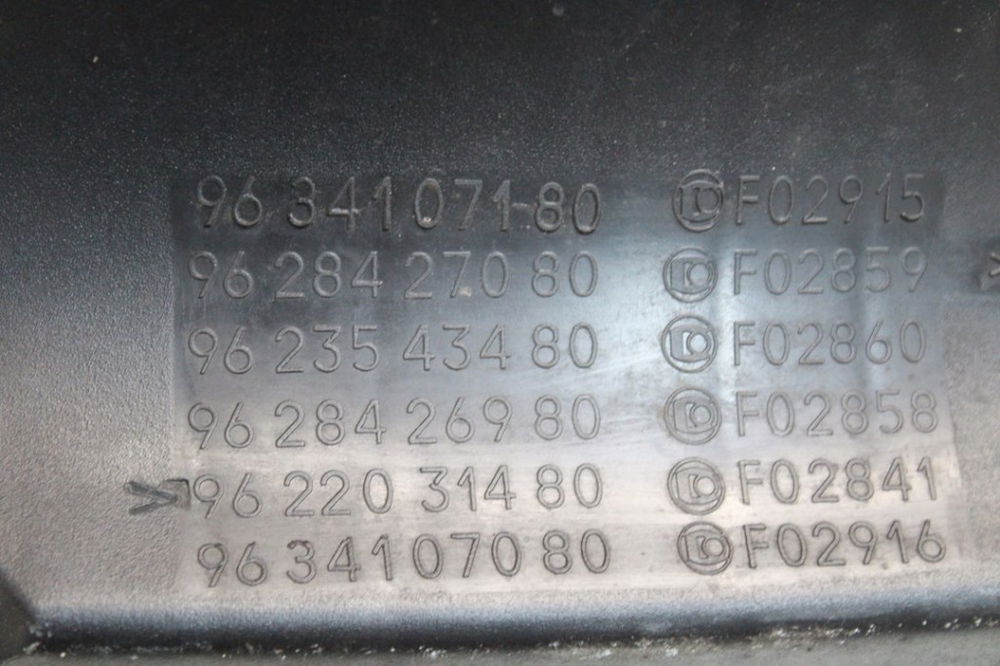 96 341 071 80 F02915
96 284 270 80 F02859
96 235 434 80 F02860
96 284 269 80 F02858
96 220 314 80 F02841
96 341 070 80 F02916